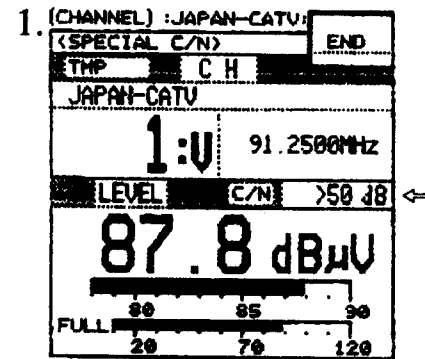 1.
(CHANNEL) :JAPAN-CATV:
<SPECIAL C/N> END
TMP CH
JAPAN-CATV
1:V 91.2500MHz
LEVEL C/N >50 dB ⇦
87.8 dBμV
80 85 90
FULL
20 70 120